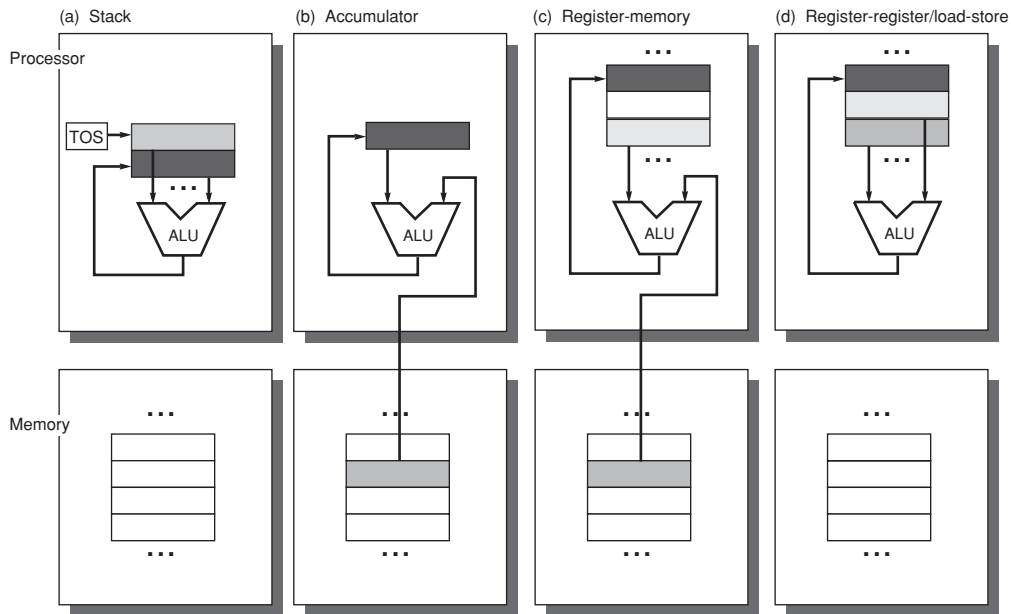 (a) Stack
(b) Accumulator
(c) Register-memory
(d) Register-register/load-store
Processor
TOS
...
ALU
ALU
...
...
ALU
...
...
ALU
Memory
...
...
...
...
...
...
...
...